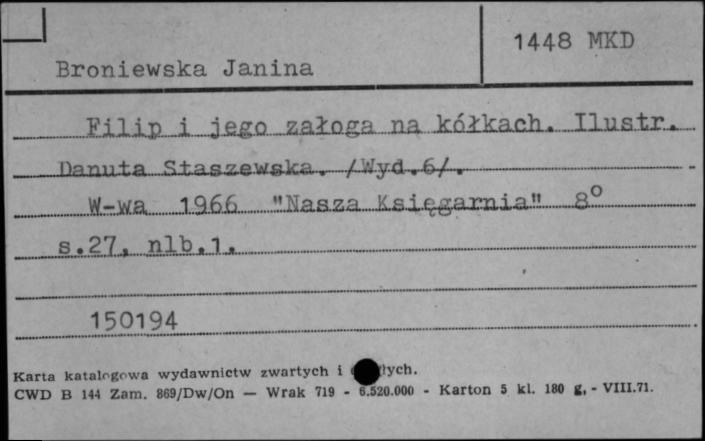 1448 MKD
Broniewska Janina
Filip i jego załoga na kółkach. Ilustr.
Danuta Staszewska. /Wyd.6/.
W-wa 1966 "Nasza Księgarnia" 8º
s.27, nlb.1.
150194
Karta katalogowa wydawnictw zwartych i
CWD B 144 Zam. 869/Dw/On — Wrak 719 - 6.520.000 - Karton 5 kl. 180 g, - VIII.71.